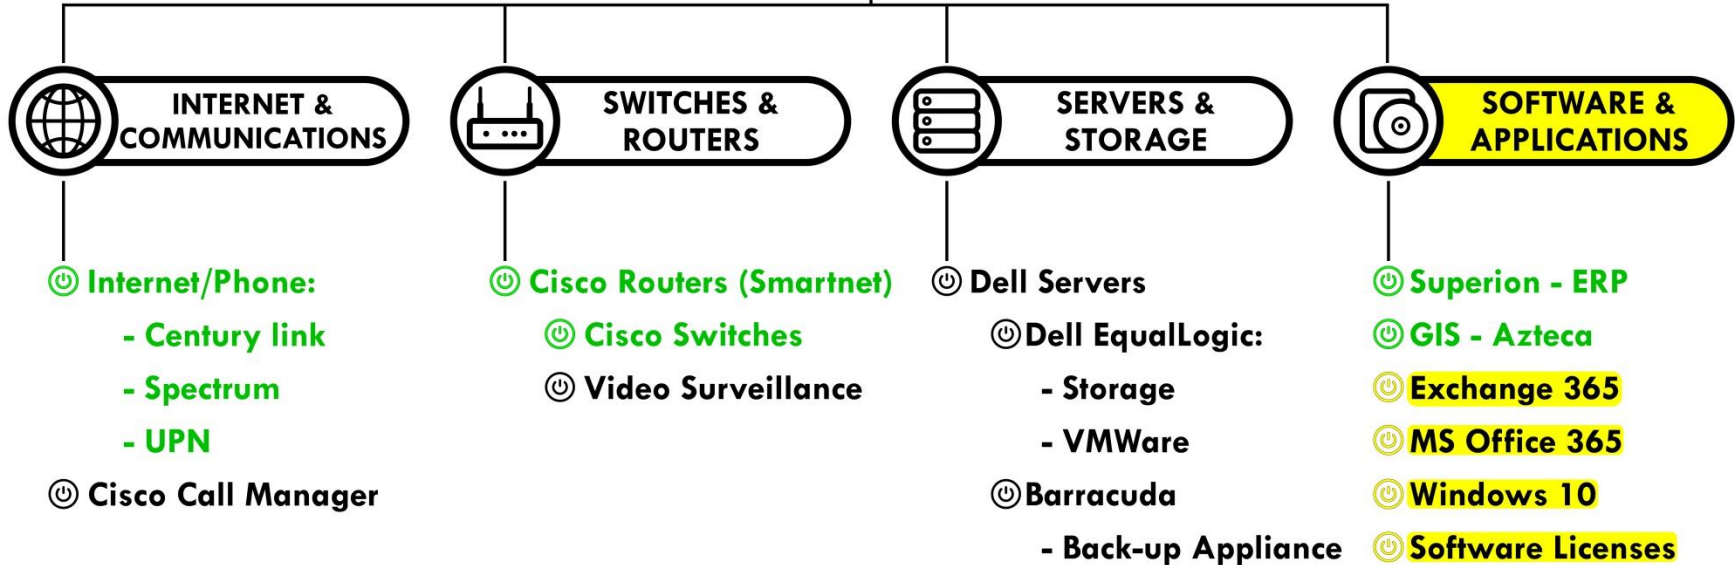 INTERNET &
COMMUNICATIONS
Internet/Phone:
- Century link
- Spectrum
- UPN
Cisco Call Manager
SWITCHES &
ROUTERS
Cisco Routers (Smartnet)
Cisco Switches
Video Surveillance
SERVERS &
STORAGE
Dell Servers
Dell EqualLogic:
- Storage
- VMWare
Barracuda
- Back-up Appliance
SOFTWARE &
APPLICATIONS
Superion - ERP
GIS - Azteca
Exchange 365
MS Office 365
Windows 10
Software Licenses